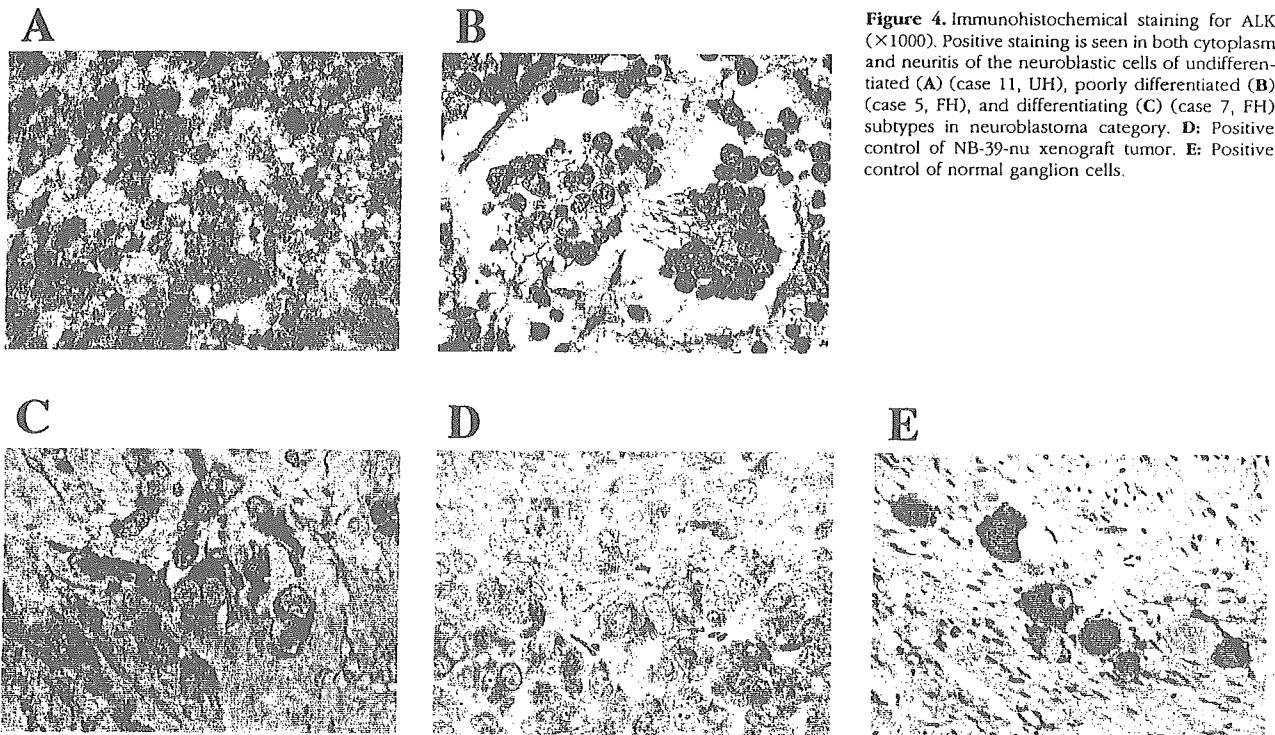 A
B
Figure 4. Immunohistochemical staining for ALK
(×1000). Positive staining is seen in both cytoplasm
and neuritis of the neuroblastic cells of undifferen-
tiated (A) (case 11, UH), poorly differentiated (B)
(case 5, FH), and differentiating (C) (case 7, FH)
subtypes in neuroblastoma category. D: Positive
control of NB-39-nu xenograft tumor. E: Positive
control of normal ganglion cells.
C
D
E